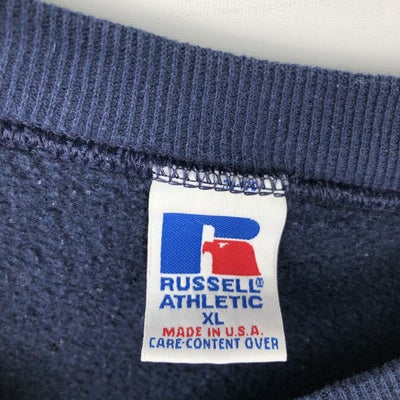 R
RUSSELL®
ATHLETIC
XL
MADE IN U.S.A.
CARE-CONTENT OVER